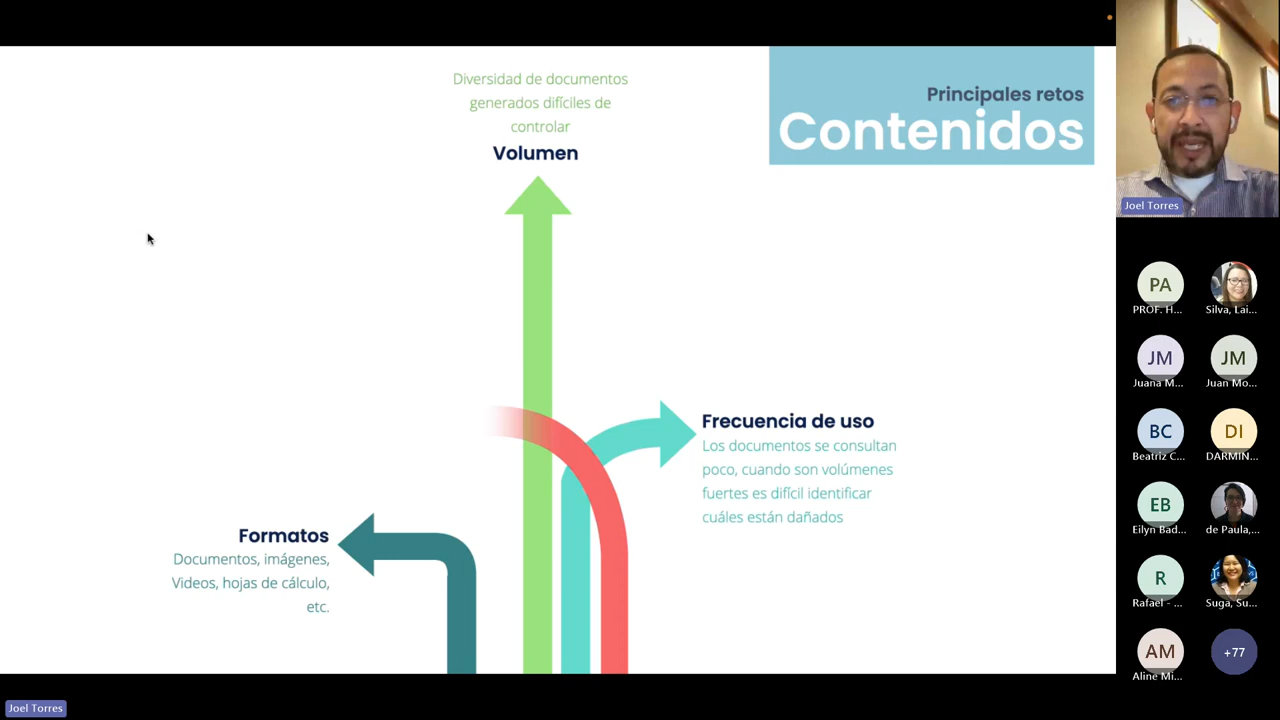 Diversidad de documentos
generados difíciles de
controlar
Volumen
Principales retos
Contenidos
Frecuencia de uso
Los documentos se consultan
poco, cuando son volúmenes
fuertes es difícil identificar
cuáles están dañados
Formatos
Documentos, imágenes,
Videos, hojas de cálculo,
etc.
Joel Torres
PA
PROF. H...
Silva, Lai...
JM
Juana M...
JM
Juan Mo...
BC
Beatriz C...
DI
DARMIN...
EB
Eilyn Bad...
de Paula,...
R
Rafael - ...
Suga, Su...
AM
Aline Mi...
+77
Joel Torres